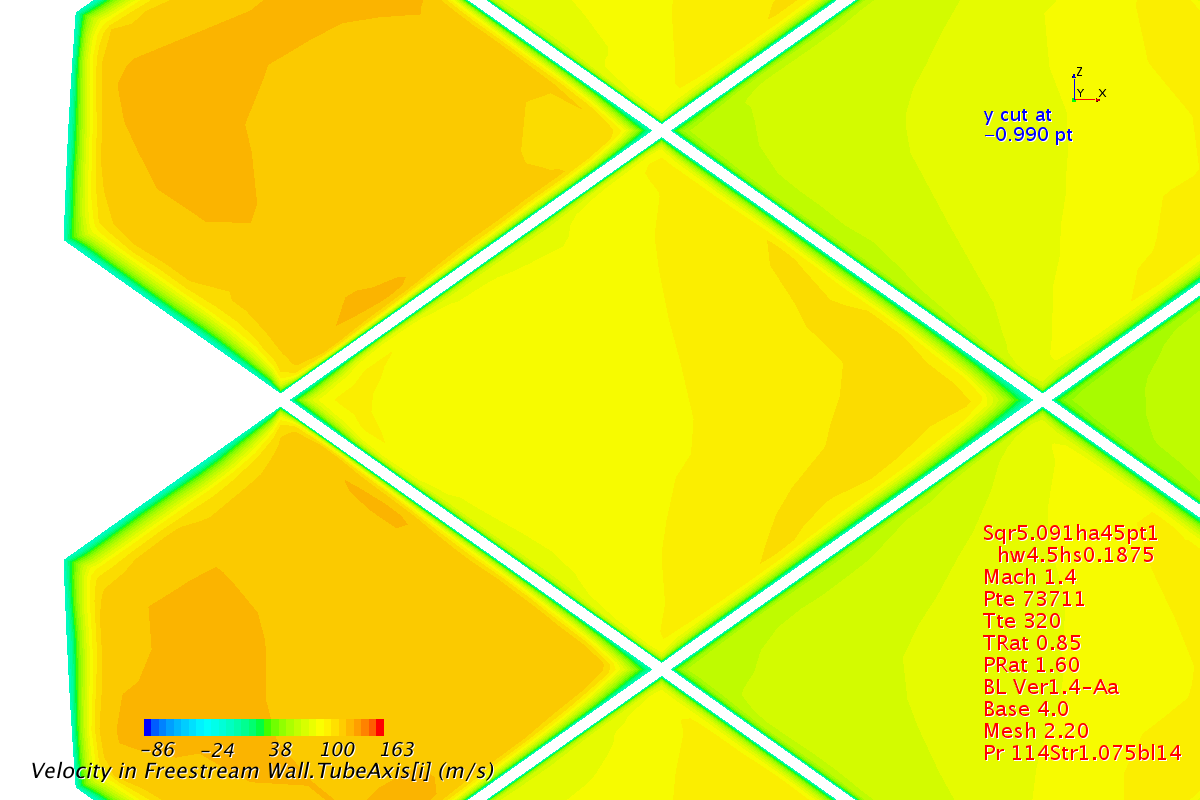 Z
Y X
y cut at
−0.990 pt
Sqr5.091ha45pt1
hw4.5hs0.1875
Mach 1.4
Pte 73711
Tte 320
TRat 0.85
PRat 1.60
BL Ver1.4−Aa
Base 4.0
Mesh 2.20
Pr 114Str1.075bl14
−86 −24 38 100 163
Velocity in Freestream Wall.TubeAxis[i] (m/s)